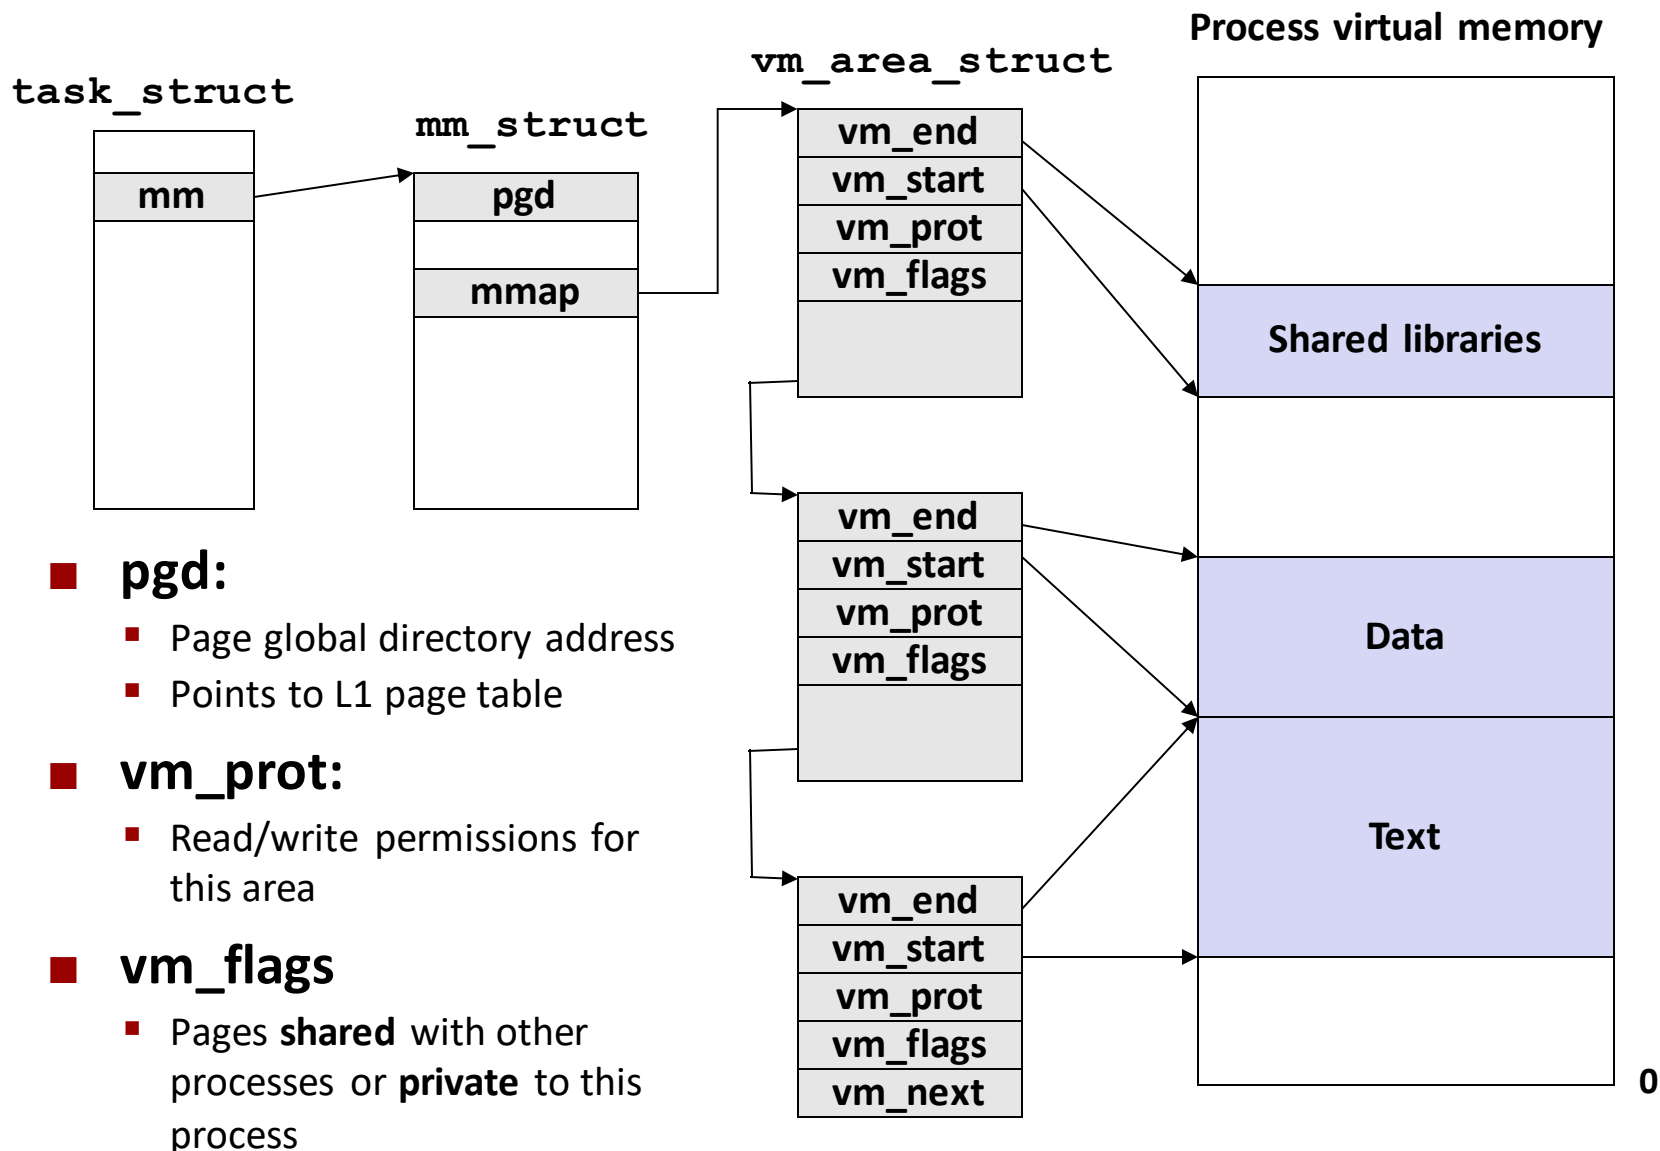 Process virtual memory
vm_area_struct
task_struct
mm_struct
mm
pgd
mmap
vm_end
vm_start
vm_prot
vm_flags
Shared libraries
vm_end
vm_start
vm_prot
vm_flags
Data
Text
vm_end
vm_start
vm_prot
vm_flags
vm_next
0
■ pgd:
▪ Page global directory address
▪ Points to L1 page table
■ vm_prot:
▪ Read/write permissions for
this area
■ vm_flags
▪ Pages shared with other
processes or private to this
process